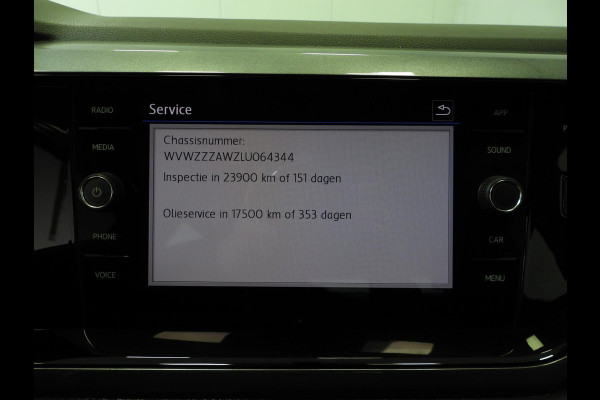 RADIO
MEDIA
PHONE
VOICE
Service
Chassisnummer:
WVWZZZAWZLU064344
Inspectie in 23900 km of 151 dagen
Olieservice in 17500 km of 353 dagen
APP
SOUND
CAR
MENU